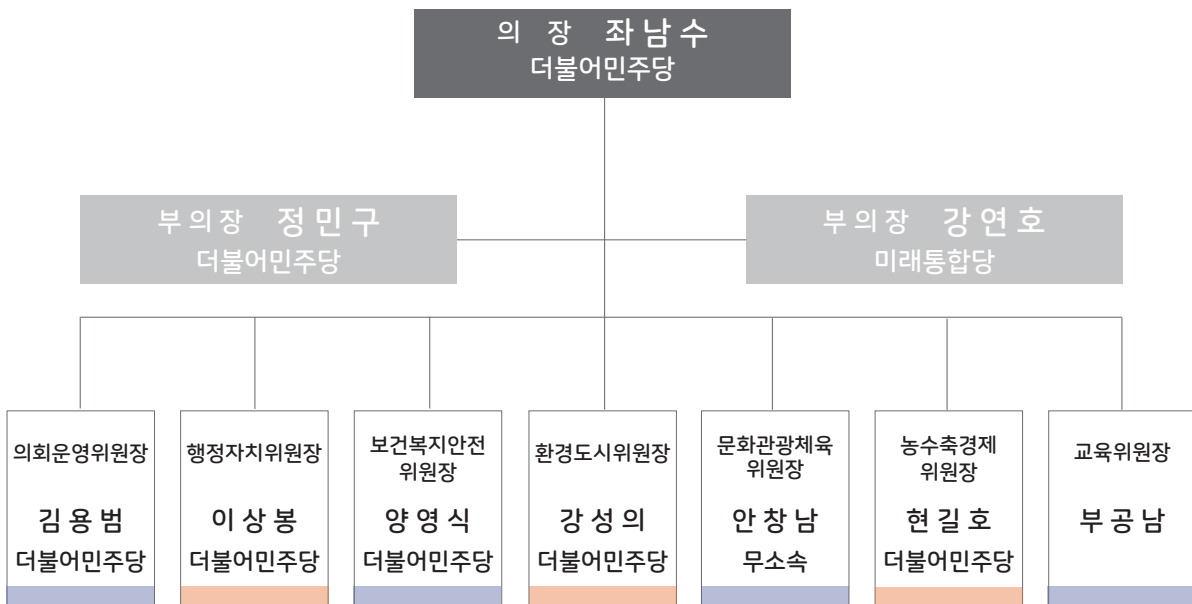 의 장 좌남수
더불어민주당
부의장 정민구
더불어민주당
부의장 강연호
미래통합당
의회운영위원장
김용범
더불어민주당
행정자치위원장
이상봉
더불어민주당
보건복지안전
위원장
양영식
더불어민주당
환경도시위원장
강성의
더불어민주당
문화관광체육
위원장
안창남
무소속
농수축경제
위원장
현길호
더불어민주당
교육위원장
부공남